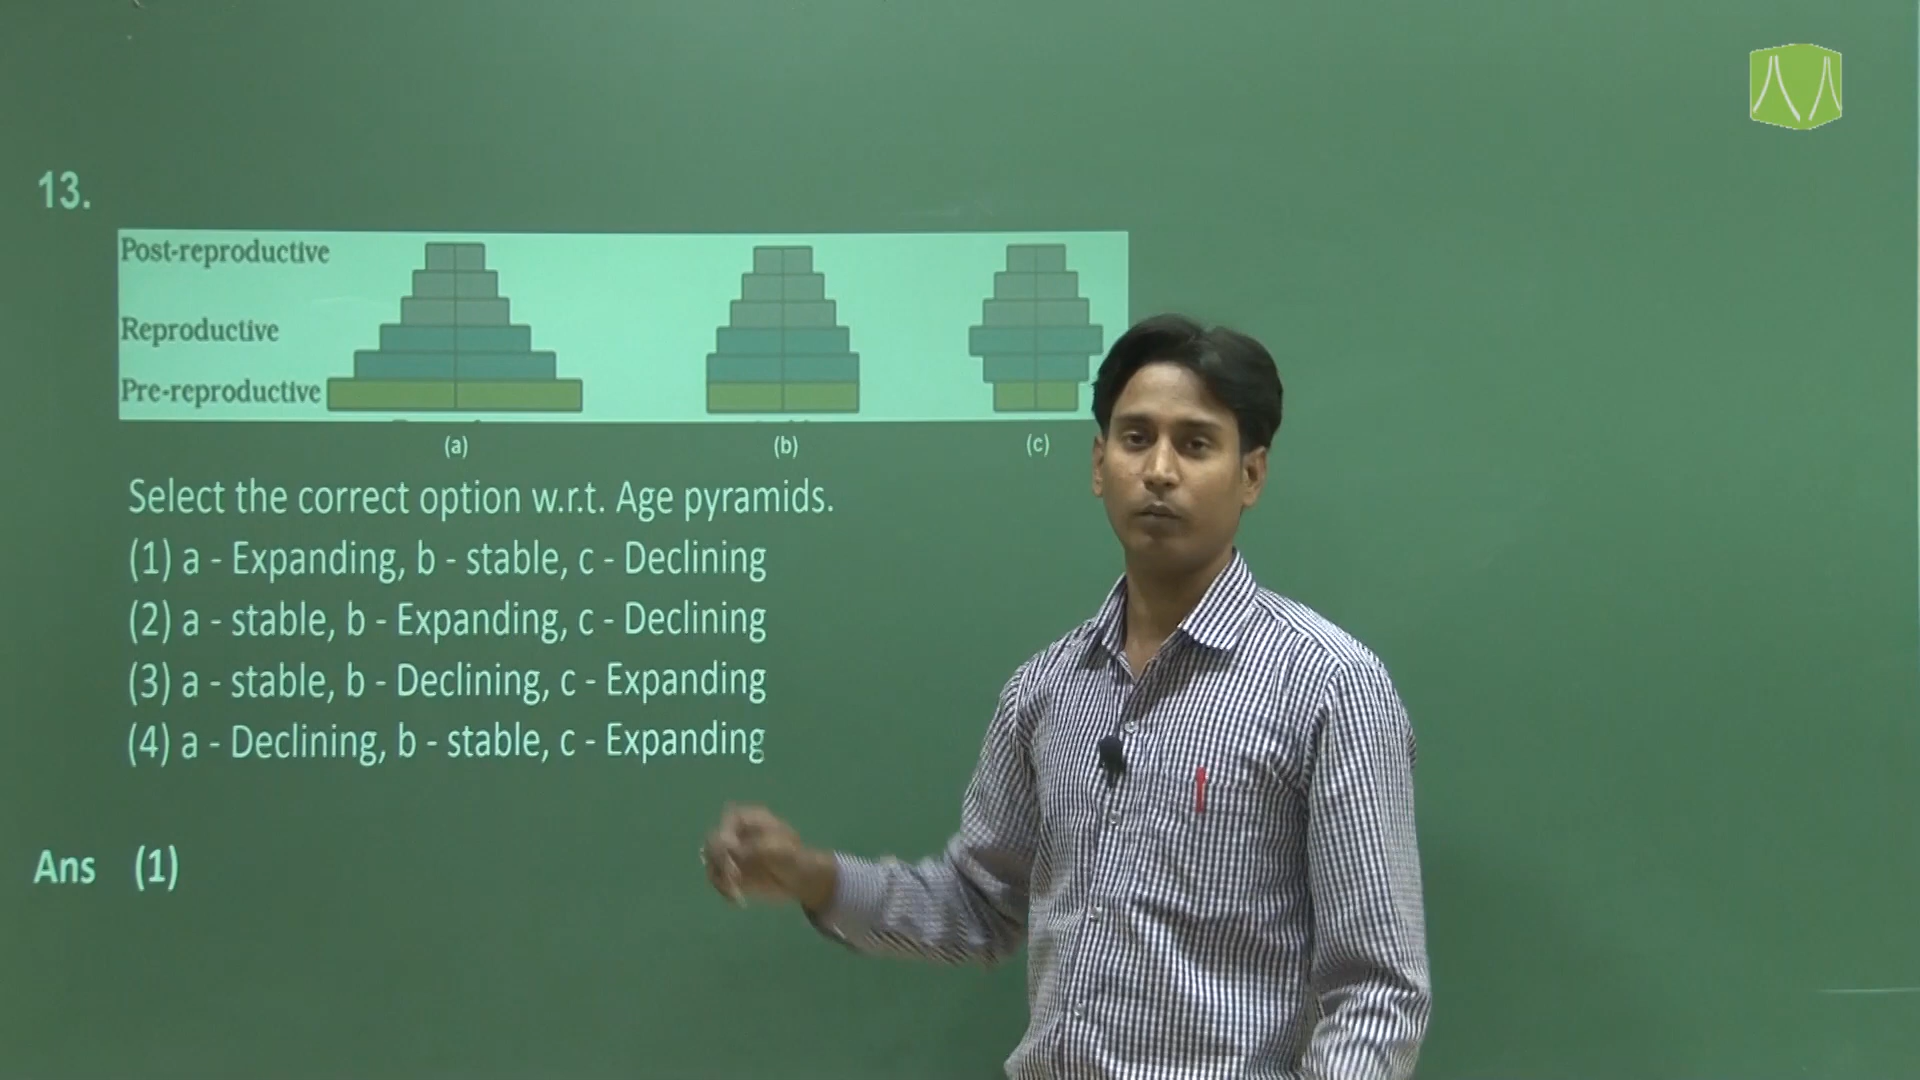 13.
Post-reproductive
Reproductive
Pre-reproductive
(a) (b) (c)
Select the correct option w.r.t. Age pyramids.
(1) a - Expanding, b - stable, c - Declining
(2) a - stable, b - Expanding, c - Declining
(3) a - stable, b - Declining, c - Expanding
(4) a - Declining, b - stable, c - Expanding
Ans (1)